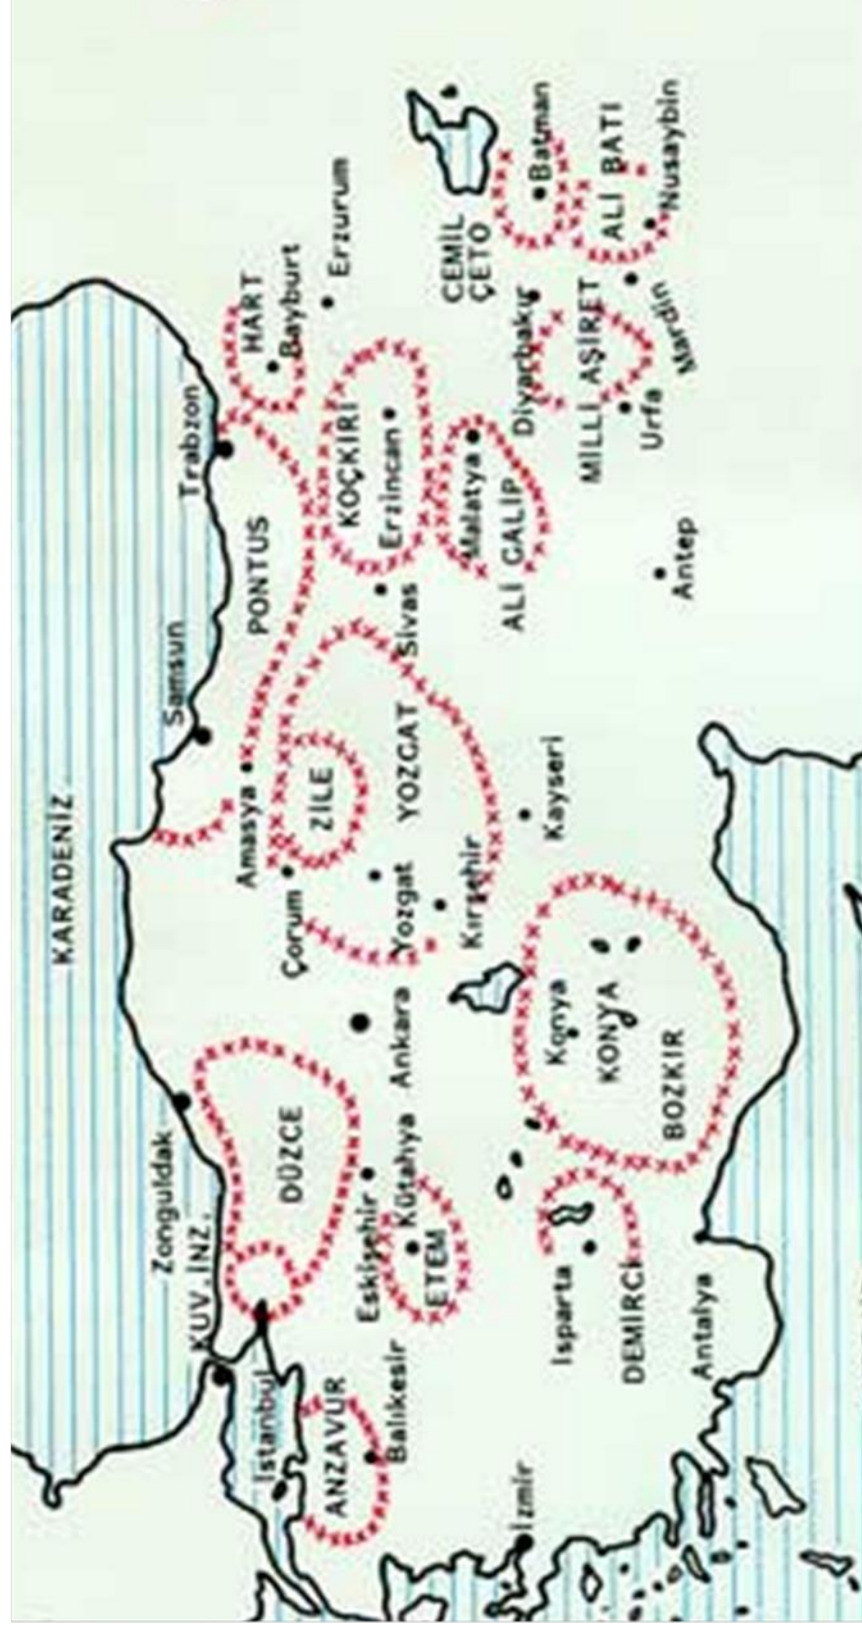 KARADENİZ
Zonguldak
Samsun
Trabzon
KUV.İNZ.
İstanbul
DÜZCE
Çorum
Amasya
ZİLE
PONTUS
HART
Bayburt
Erzurum
ANZAVUR
Balıkesir
Eskişehir
Kütahya
ETEM
Ankara
Yozgat
YOZGAT
Kırşehir
Sivas
KOÇKIRI
Erzincan
Malatya
ALİ GALİP
CEMİL
ÇETO
Batman
Diyarbakır
ALİ BATI
Nusaybin
MİLLİ AŞİRET
Mardin
Urfa
Antep
Kayseri
Konya
KONYA
BOZKIR
Isparta
DEMİRCİ
Antalya
İzmir